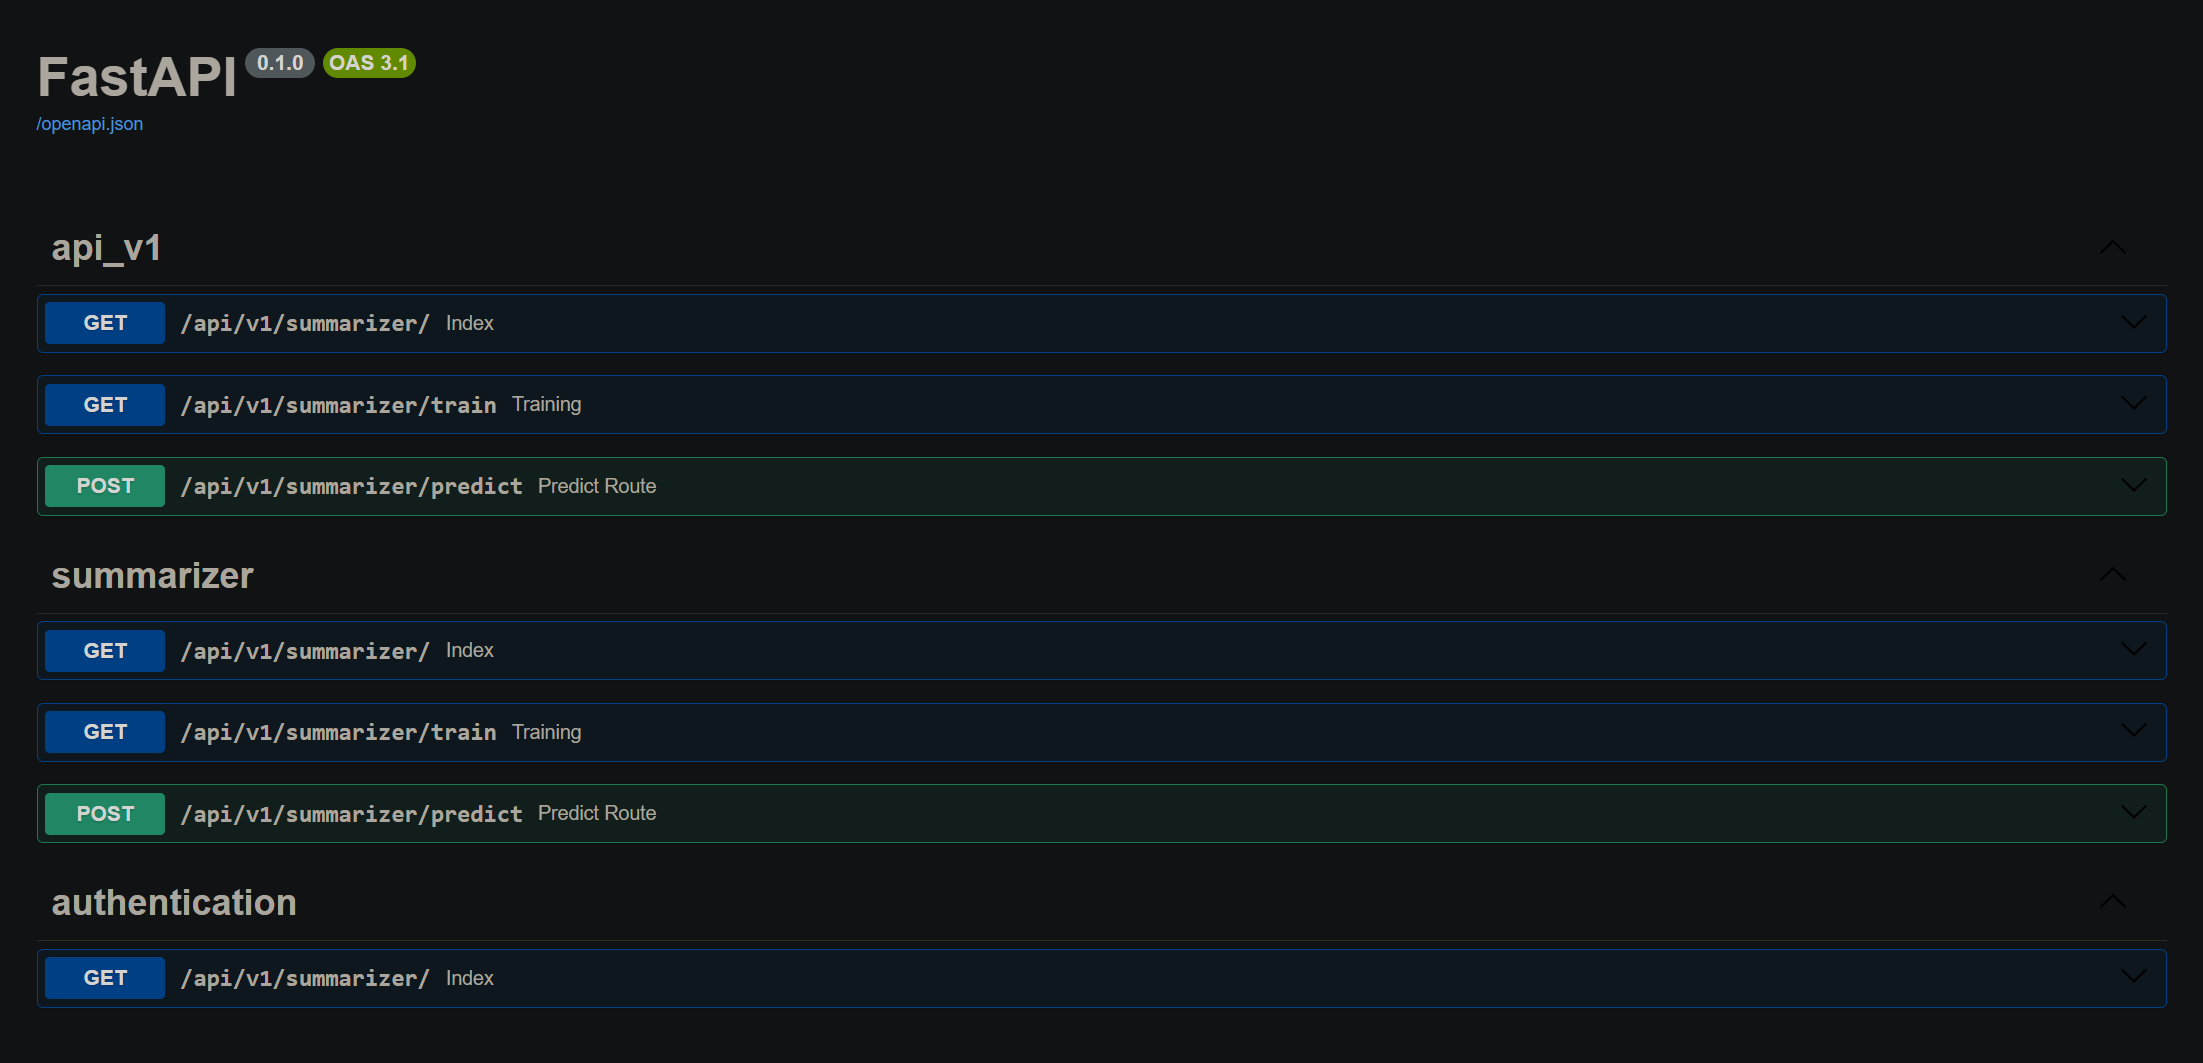 FastAPI 0.1.0 OAS 3.1
/openapi.json
api_v1
GET /api/v1/summarizer/ Index
GET /api/v1/summarizer/train Training
POST /api/v1/summarizer/predict Predict Route
summarizer
GET /api/v1/summarizer/ Index
GET /api/v1/summarizer/train Training
POST /api/v1/summarizer/predict Predict Route
authentication
GET /api/v1/summarizer/ Index